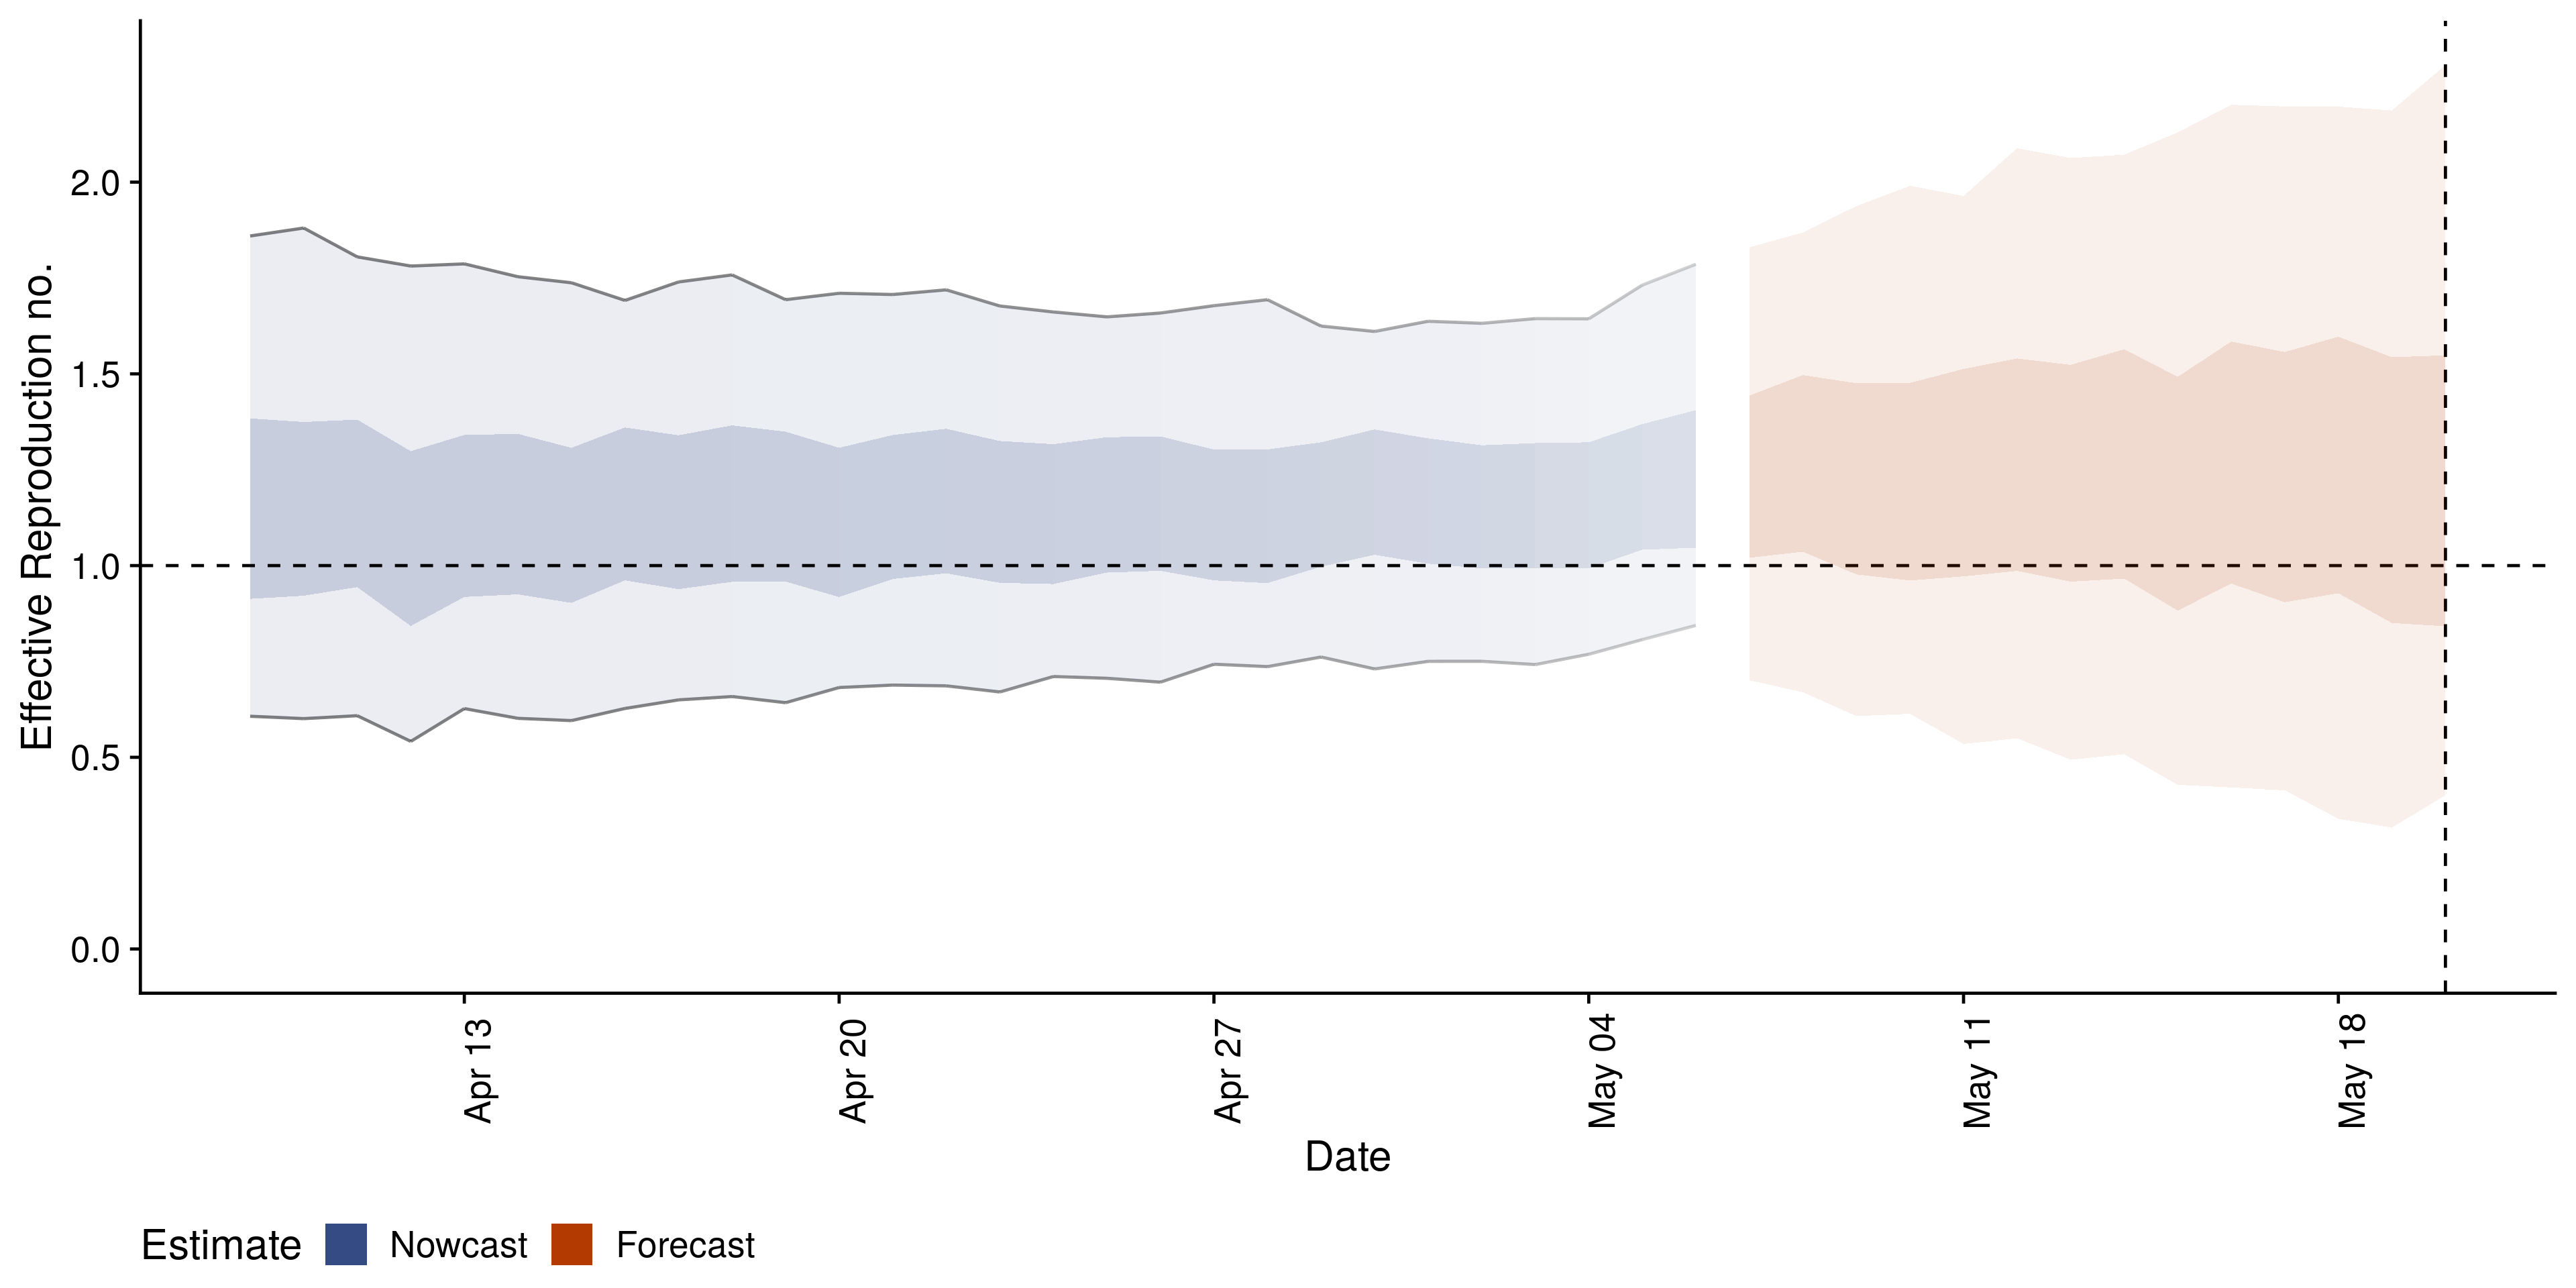 Effective Reproduction no.
2.0
1.5
1.0
0.5
0.0
Apr 13
Apr 20
Apr 27
May 04
May 11
May 18
Date
Estimate Nowcast Forecast